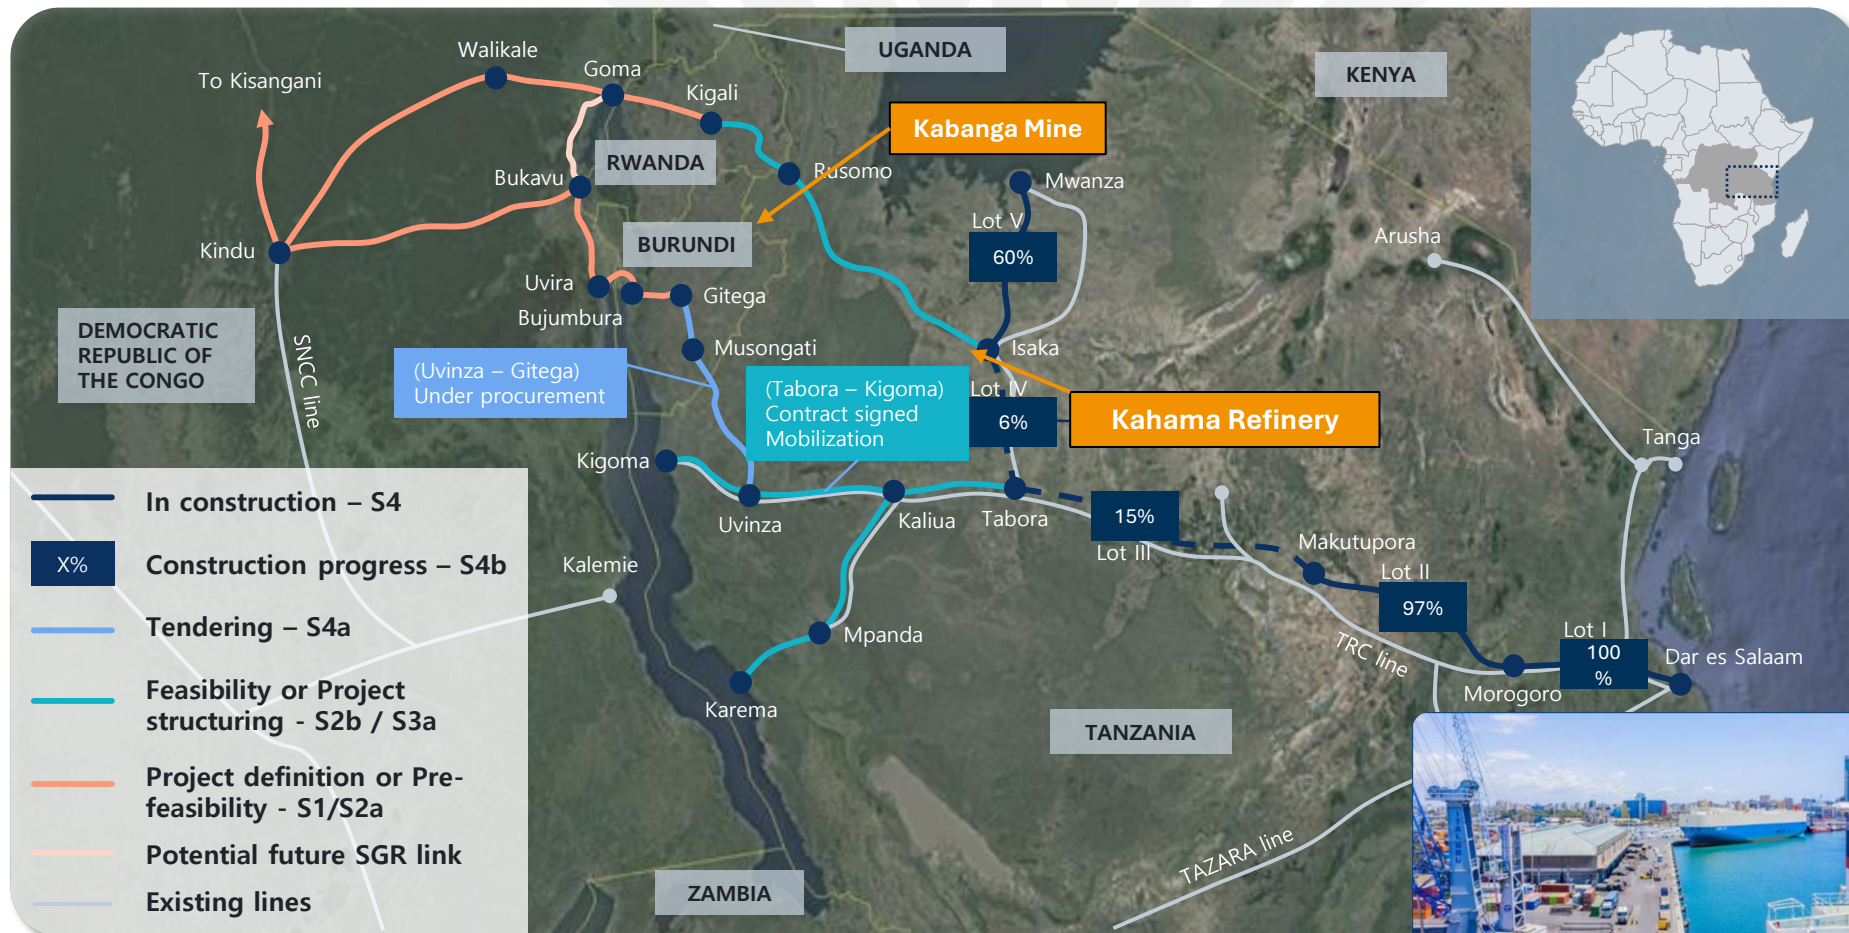 UGANDA
KENYA
Walikale
Goma
To Kisangani
Kigali
Kabanga Mine
RWANDA
Rusomo
Bukavu
Mwanza
Lot V
BURUNDI
Arusha
Kindu
60%
Uvira
Gitega
Bujumbura
DEMOCRATIC
REPUBLIC OF
THE CONGO
SNCC line
Musongati
Isaka
(Uvinza – Gitega)
Under procurement
(Tabora – Kigoma)
Contract signed
Mobilization
Lot IV
6%
Kahama Refinery
Tanga
Kigoma
Uvinza
Kaliua
Tabora
15%
Lot III
Makutupora
Lot II
97%
Kalemie
Mpanda
Karema
TRC line
Lot I
100
%
Dar es Salaam
Morogoro
TANZANIA
TAZARA line
ZAMBIA
In construction – S4
X%
Construction progress – S4b
Tendering – S4a
Feasibility or Project
structuring - S2b / S3a
Project definition or Pre-
feasibility - S1/S2a
Potential future SGR link
Existing lines